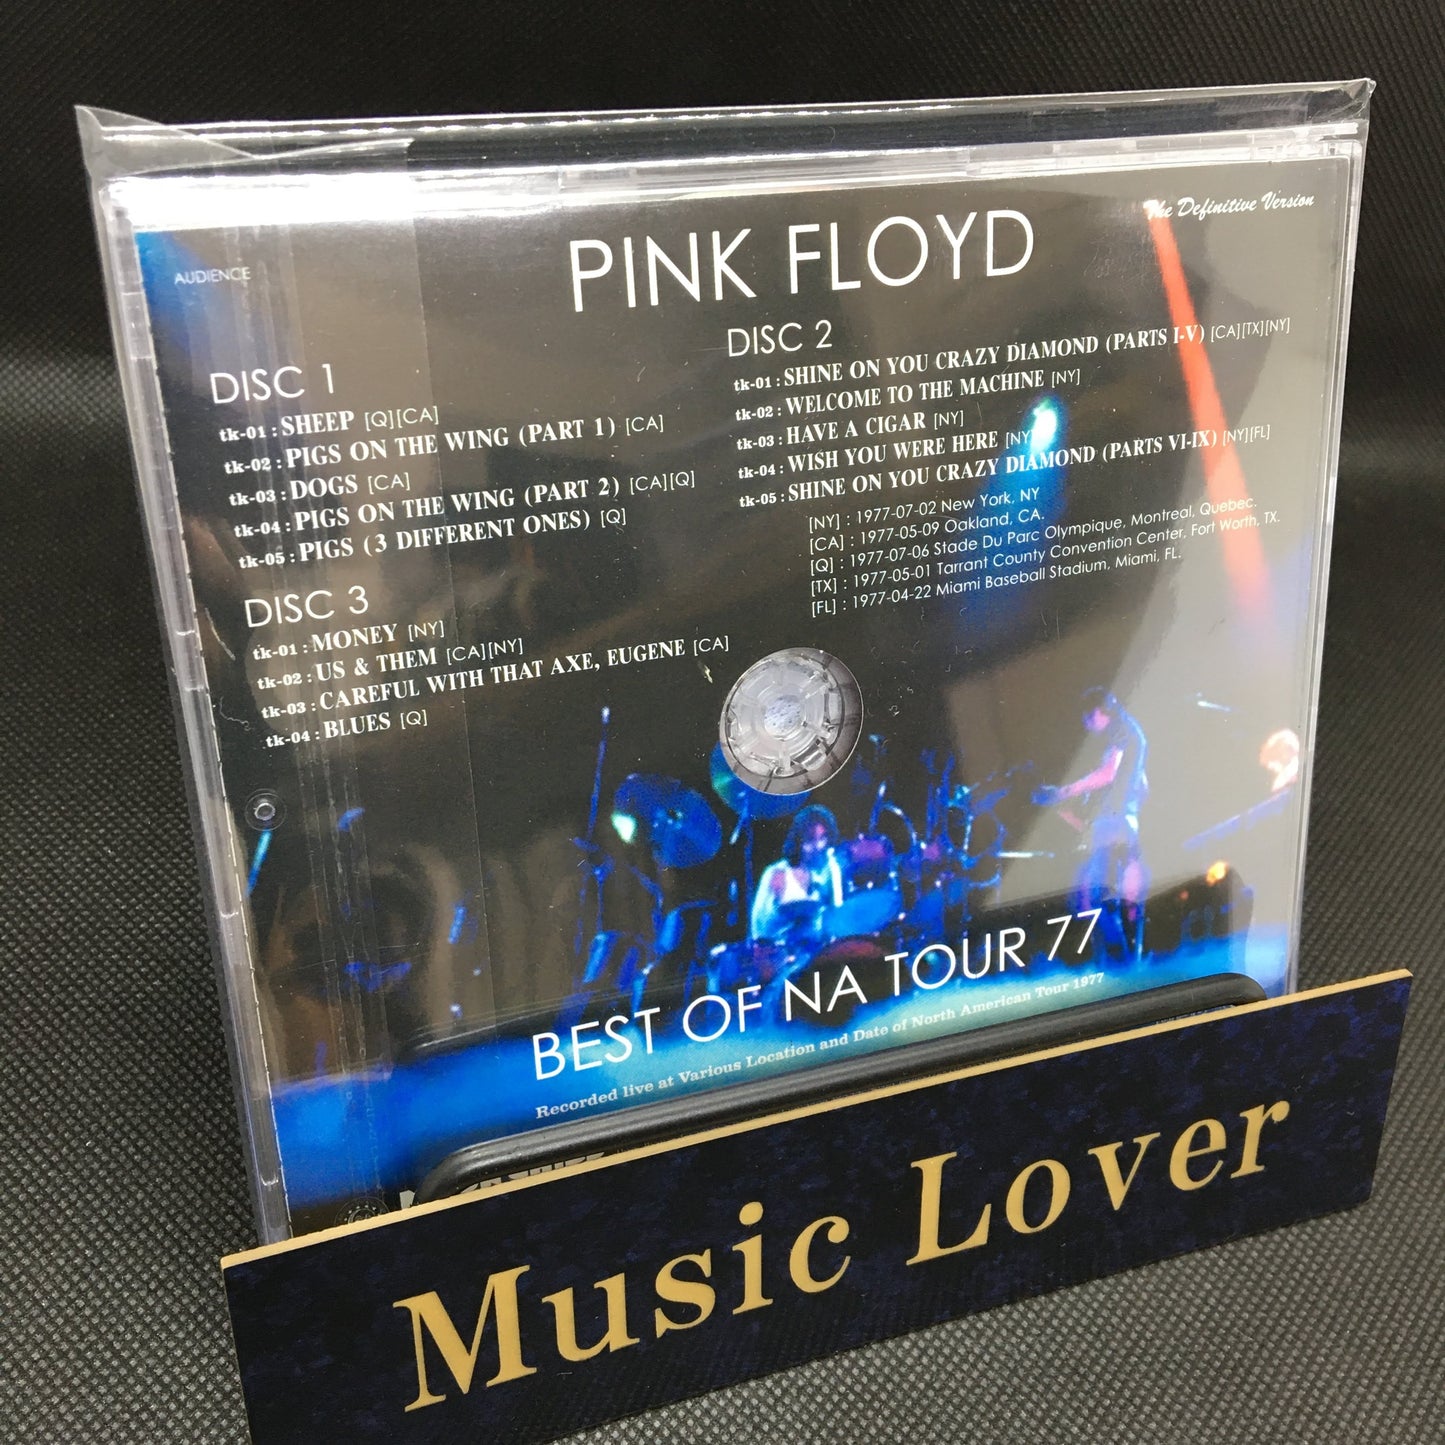 The Definitive Version
AUDIENCE
PINK FLOYD
DISC 1
tk-01 : SHEEP [Q][CA]
tk-02 : PIGS ON THE WING (PART 1) [CA]
tk-03 : DOGS [CA]
tk-04 : PIGS ON THE WING (PART 2) [CA][Q]
tk-05 : PIGS (3 DIFFERENT ONES) [Q]
DISC 2
tk-01 : SHINE ON YOU CRAZY DIAMOND (PARTS I-V) [CA][TX][NY]
tk-02 : WELCOME TO THE MACHINE [NY]
tk-03 : HAVE A CIGAR [NY]
tk-04 : WISH YOU WERE HERE [NY]
tk-05 : SHINE ON YOU CRAZY DIAMOND (PARTS VI-IX) [NY][FL]
[NY] : 1977-07-02 New York, NY
[CA] : 1977-05-09 Oakland, CA.
[Q] : 1977-07-06 Stade Du Parc Olympique, Montreal, Quebec.
[TX] : 1977-05-01 Tarrant County Convention Center, Fort Worth, TX.
[FL] : 1977-04-22 Miami Baseball Stadium, Miami, FL.
DISC 3
tk-01 : MONEY [NY]
tk-02 : US & THEM [CA][NY]
tk-03 : CAREFUL WITH THAT AXE, EUGENE [CA]
tk-04 : BLUES [Q]
BEST OF NA TOUR 77
Recorded live at Various Location and Date of North American Tour 1977
Music Lover